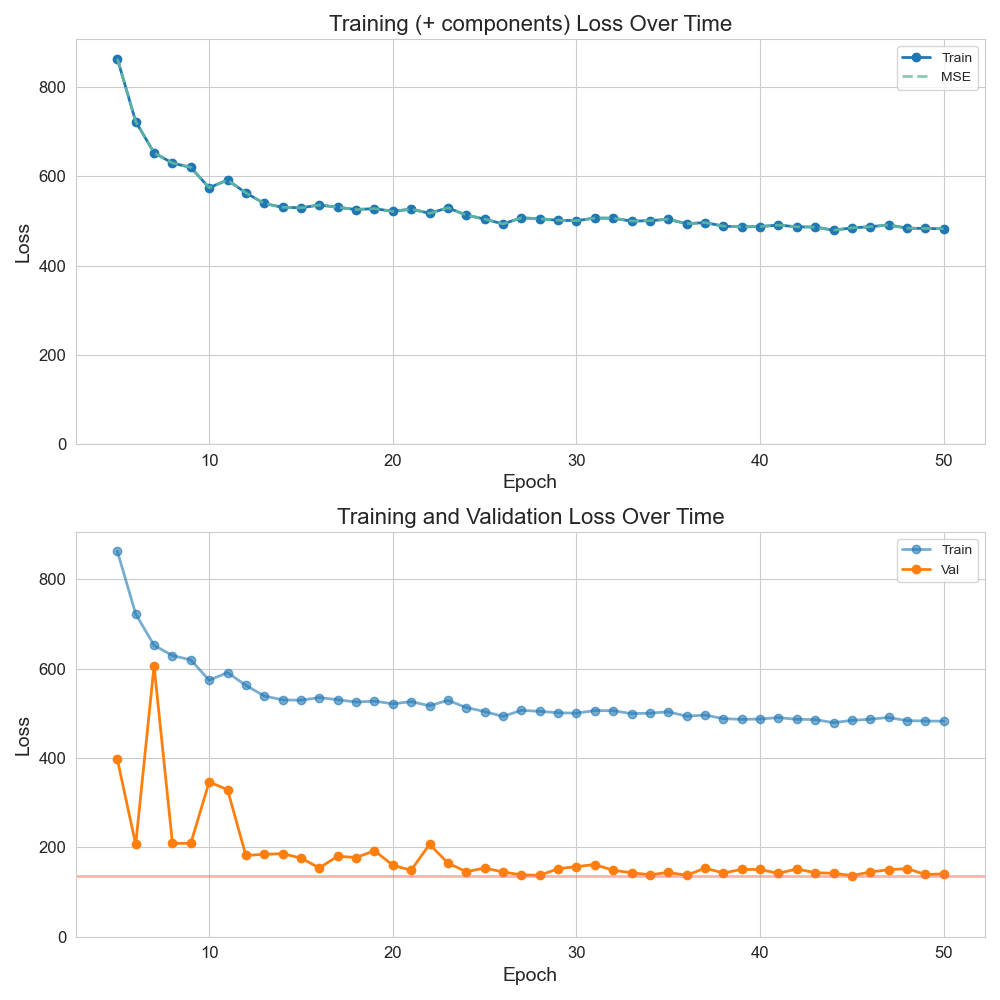 Training (+ components) Loss Over Time
Train
MSE
Loss
800
600
400
200
0
10
20
30
40
50
Epoch
Training and Validation Loss Over Time
Train
Val
Loss
800
600
400
200
0
10
20
30
40
50
Epoch